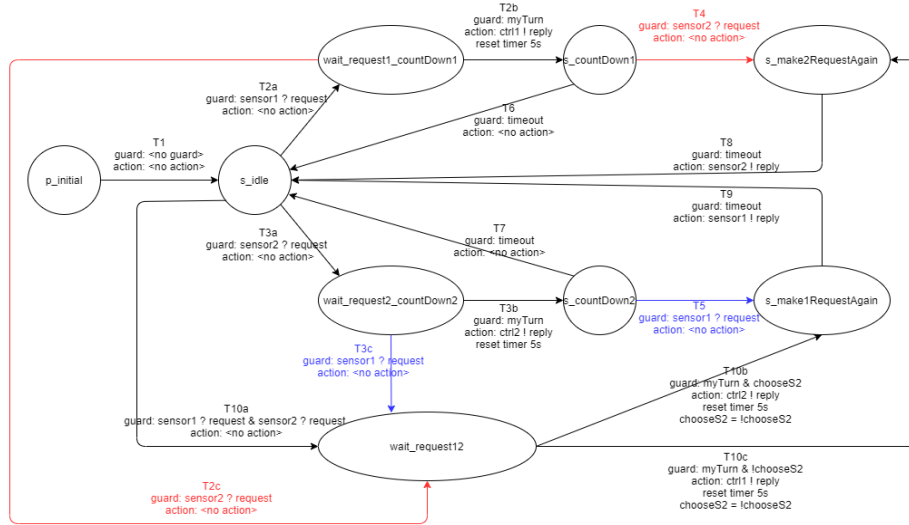 T2b
guard: myTurn
action: ctrl1 ! reply
reset timer 5s
T4
guard: sensor2 ? request
action: <no action>
wait_request1_countDown1
s_countDown1
s_make2RequestAgain
T2a
guard: sensor1 ? request
action: <no action>
T6
guard: timeout
action: <no action>
T1
guard: <no guard>
action: <no action>
T8
guard: timeout
action: sensor2 ! reply
p_initial
s_idle
T9
guard: timeout
action: sensor1 ! reply
T3a
guard: sensor2 ? request
action: <no action>
T7
guard: timeout
action: <no action>
wait_request2_countDown2
s_countDown2
s_make1RequestAgain
T3b
guard: myTurn
action: ctrl2 ! reply
reset timer 5s
T5
guard: sensor1 ? request
action: <no action>
T3c
guard: sensor1 ? request
action: <no action>
T10b
guard: myTurn & chooseS2
action: ctrl2 ! reply
reset timer 5s
chooseS2 = !chooseS2
T10a
guard: sensor1 ? request & sensor2 ? request
action: <no action>
wait_request12
T10c
guard: myTurn & !chooseS2
action: ctrl1 ! reply
reset timer 5s
chooseS2 = !chooseS2
T2c
guard: sensor2 ? request
action: <no action>